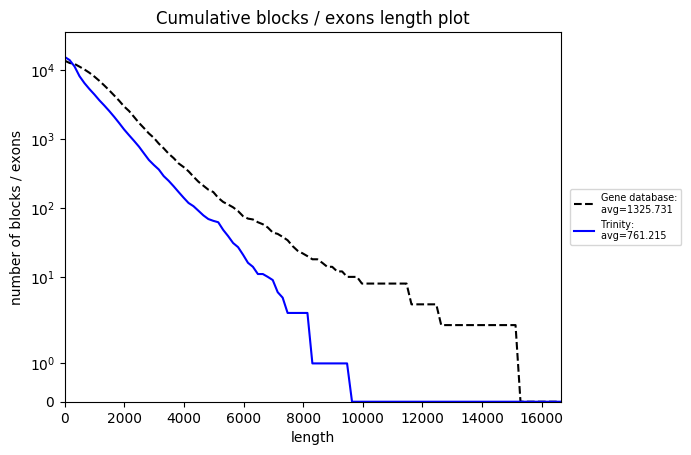 Cumulative blocks / exons length plot
number of blocks / exons
10^4
10^3
10^2
10^1
10^0
0
0 2000 4000 6000 8000 10000 12000 14000 16000
length
Gene database:
avg=1325.731
Trinity:
avg=761.215